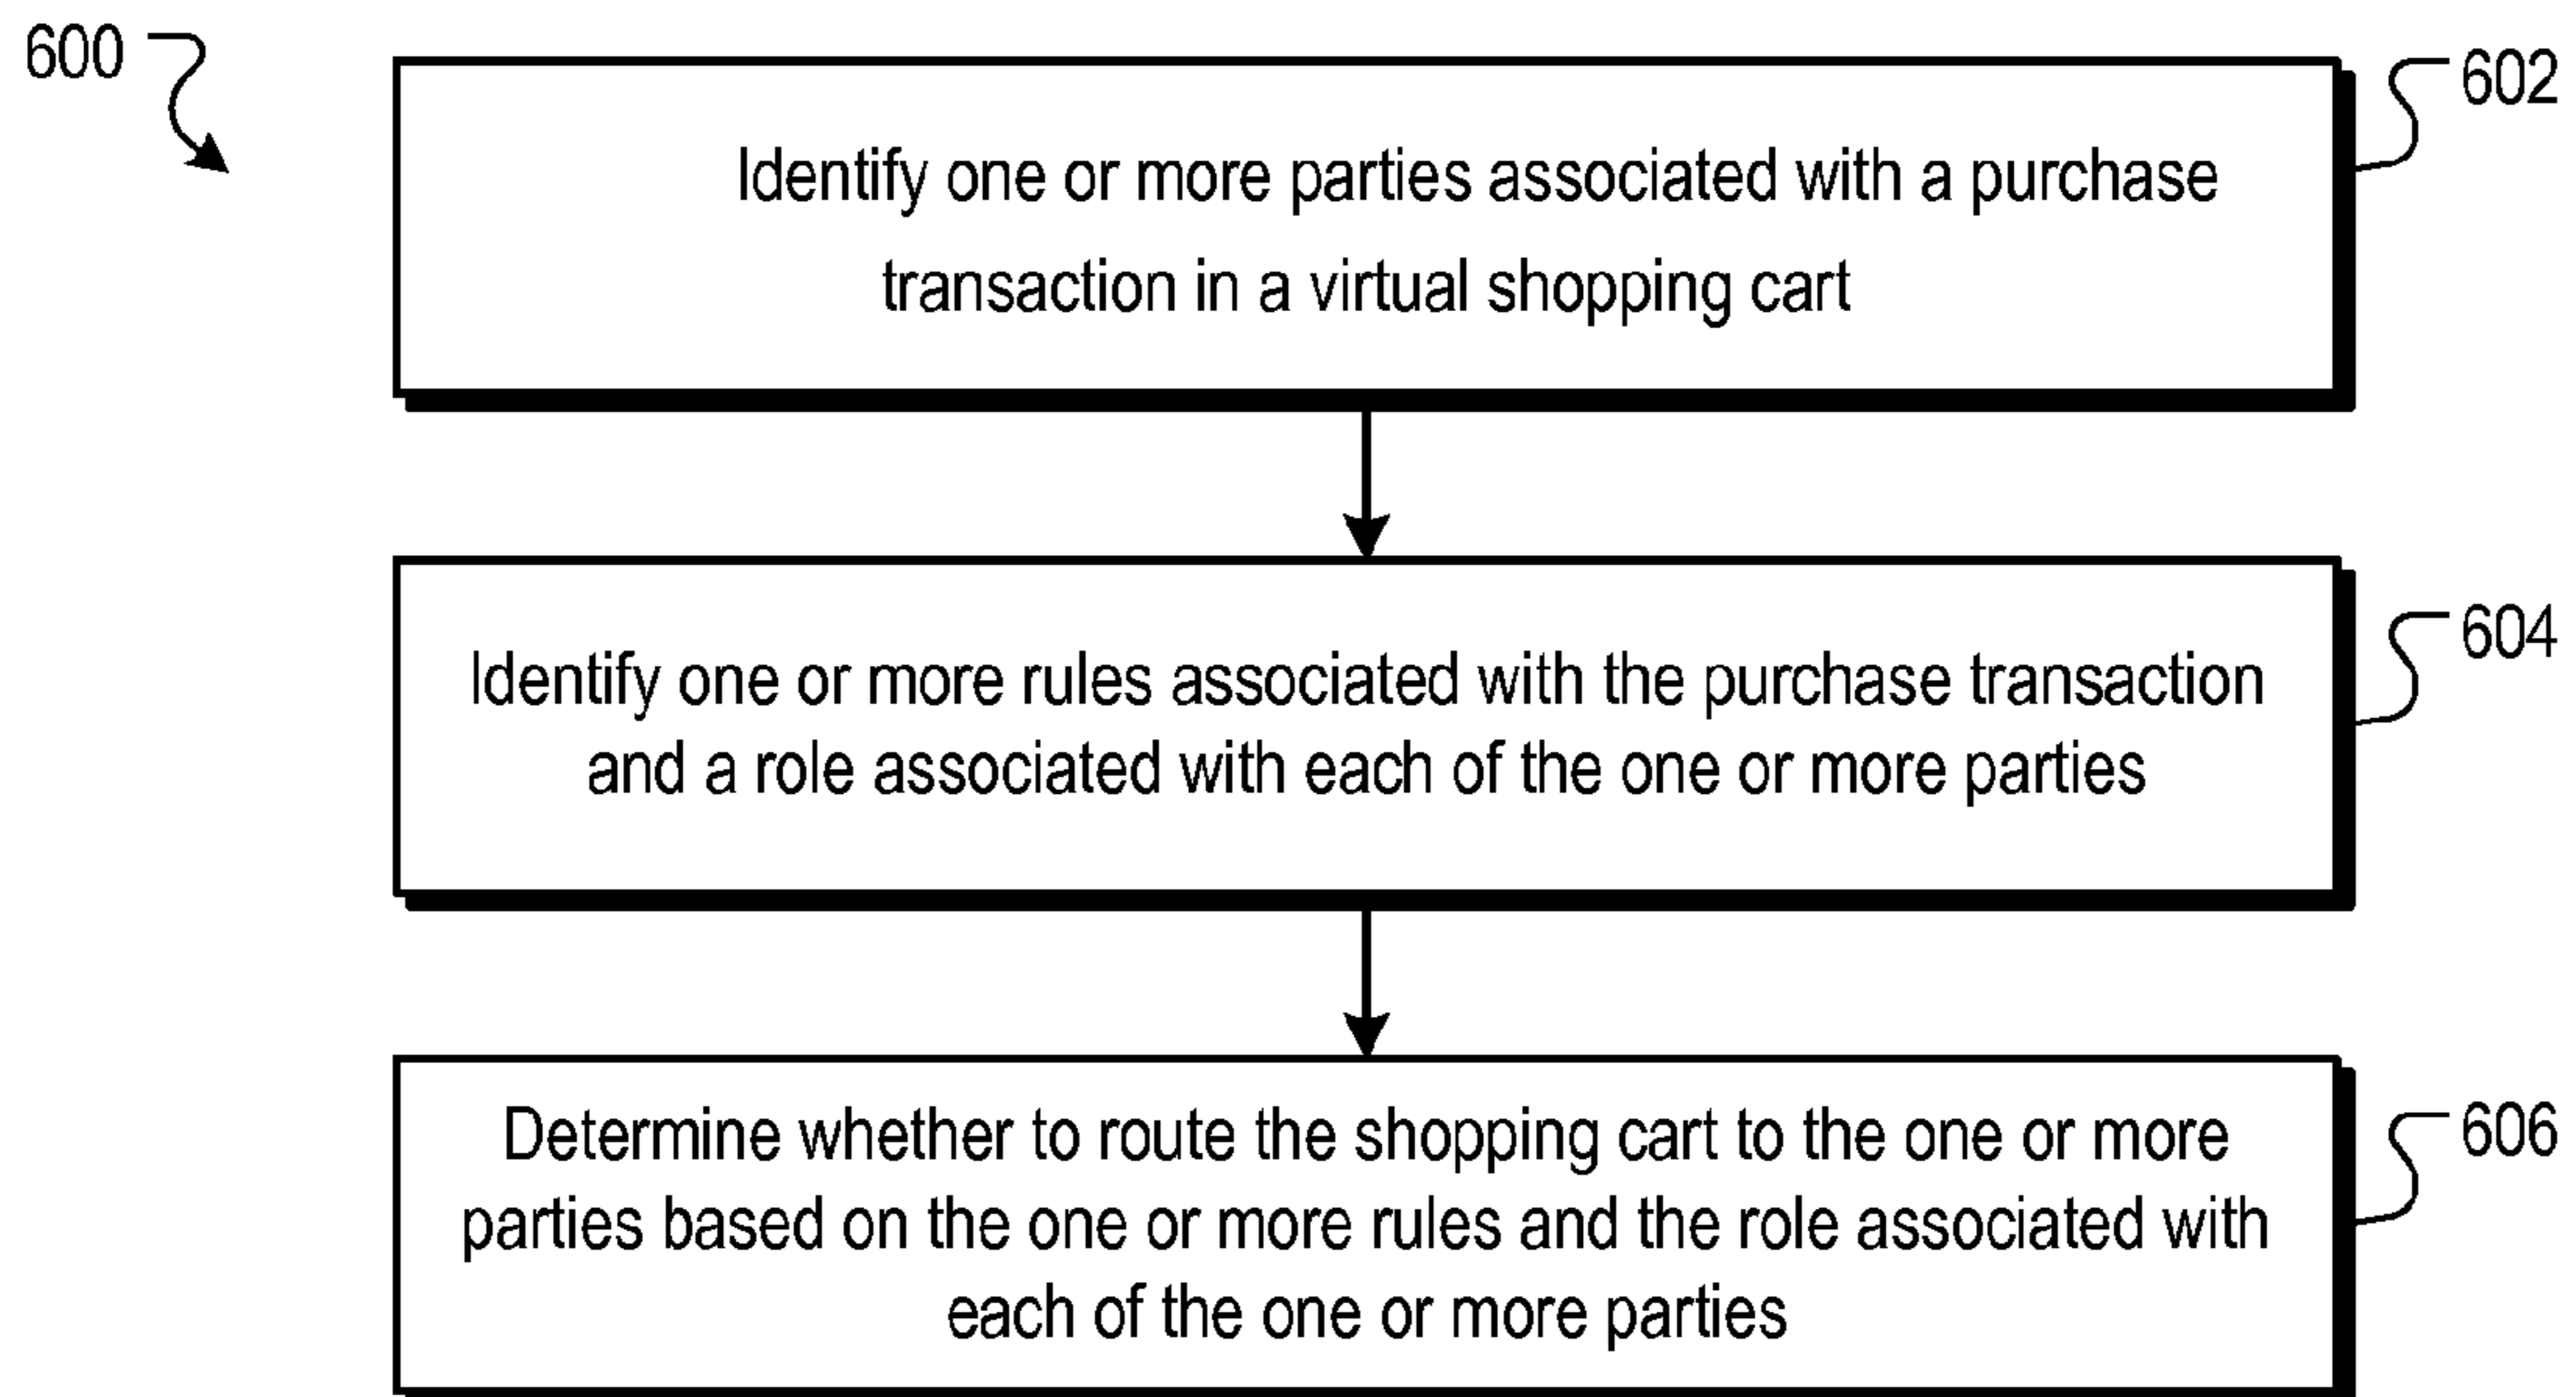 600
602
Identify one or more parties associated with a purchase
transaction in a virtual shopping cart
604
Identify one or more rules associated with the purchase transaction
and a role associated with each of the one or more parties
606
Determine whether to route the shopping cart to the one or more
parties based on the one or more rules and the role associated with
each of the one or more parties